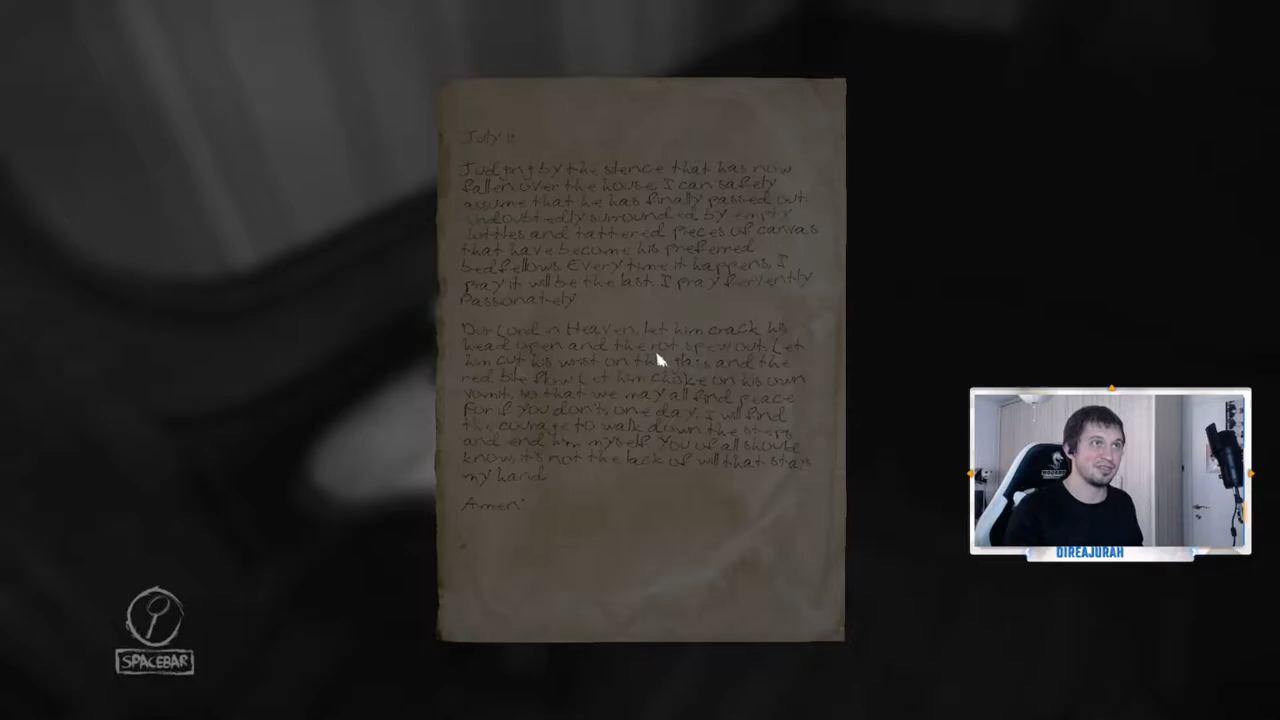 July 1
Judging by the silence that has now
fallen over the house, I can safely
assume that he has finally passed out.
Undoubtedly surrounded by empty
bottles and tattered pieces of canvas
that have become his preferred
bedfellows. Every time it happens, I
pray it will be the last. I pray fervently
Passionately.
Our Lord in Heaven, let him crack his
head open and the rot spew out. Let
him cut his wrist on the glass and the
red bile flow. Let him choke on his own
vomit, so that we may all find peace
For if you don't, one day, I will find
the courage to walk down the steps
and end him myself. You of all should
know, it's not the lack of will that stays
my hand
Amen
SPACEBAR
DIREAJURAH